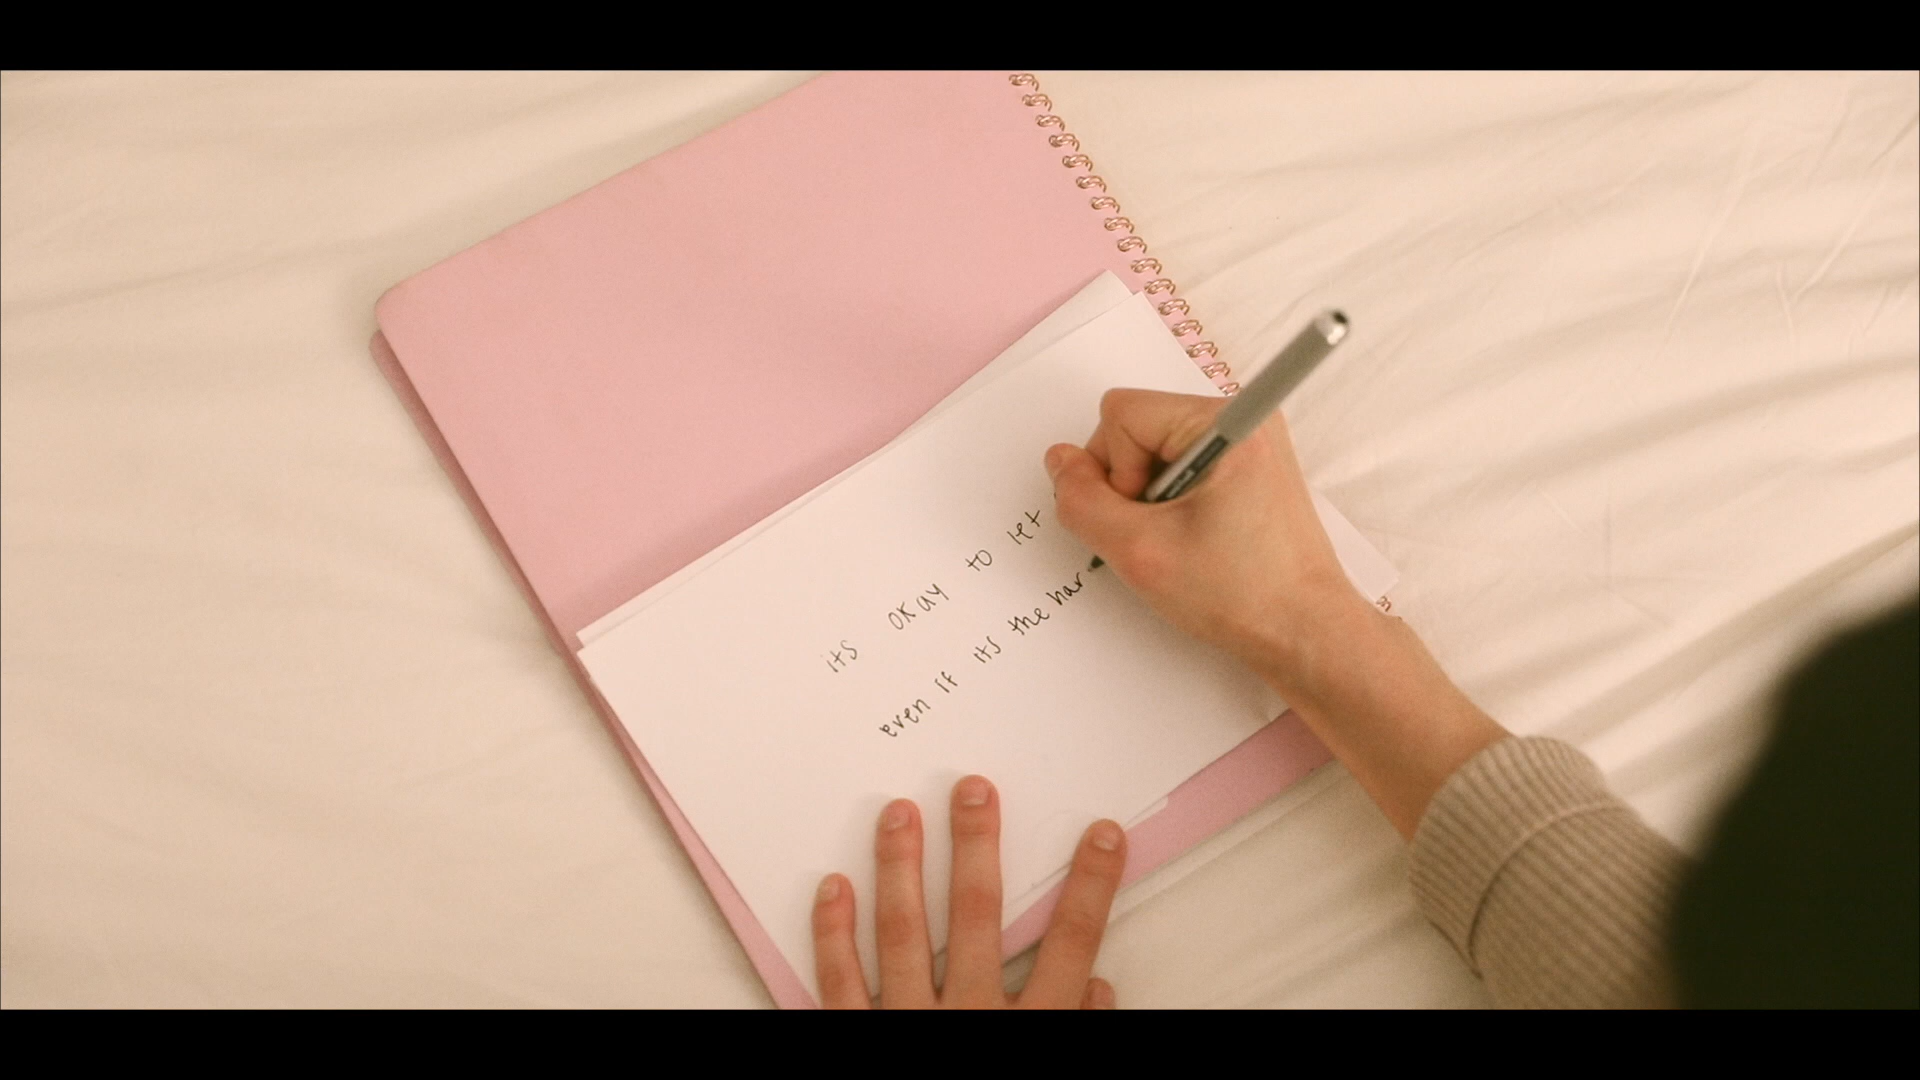 its okay to let
even if its the har